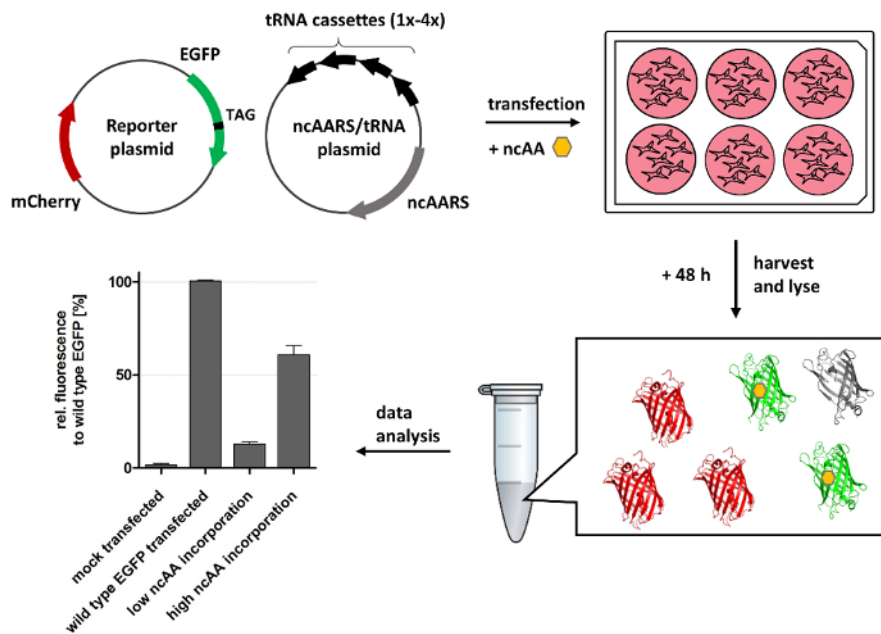 tRNA cassettes (1x-4x)
EGFP
TAG
Reporter
plasmid
mCherry
ncAARS/tRNA
plasmid
ncAARS
transfection
+ ncAA
+ 48 h
harvest
and lyse
data
analysis
rel. fluorescence
to wild type EGFP [%]
100
50
0
mock transfected
wild type EGFP transfected
low ncAA incorporation
high ncAA incorporation